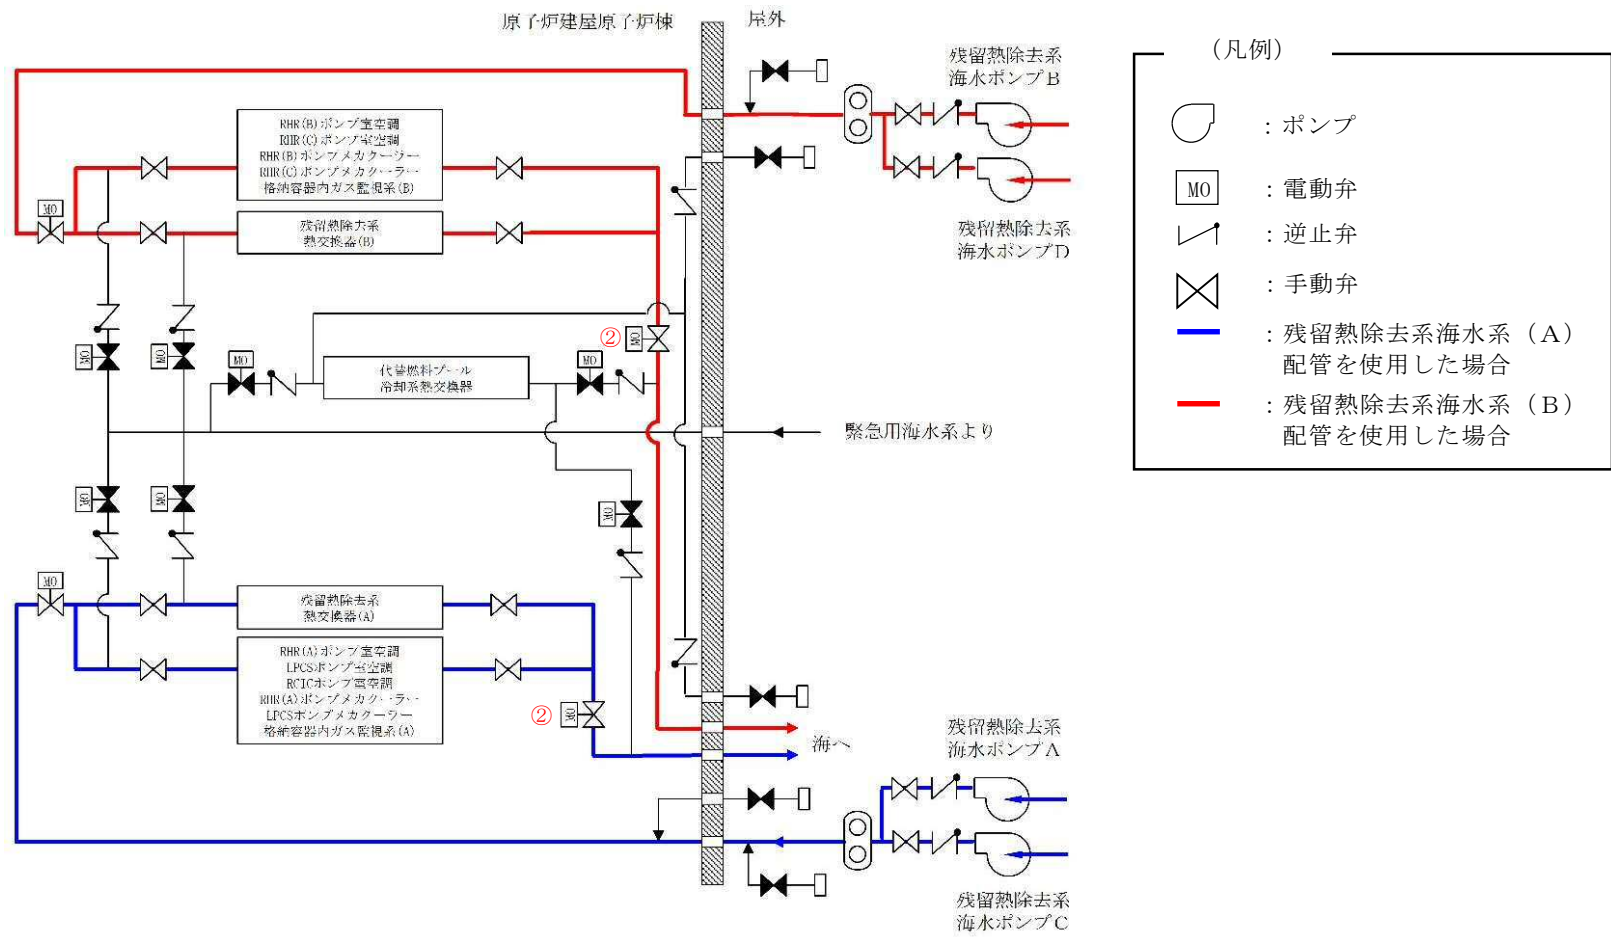 原子炉建屋原子炉棟
屋外
残留熱除去系
海水ポンプB
残留熱除去系
海水ポンプD
RHR(B)ポンプ室空調
RHR(C)ポンプ室空調
RHR(B)ポンプメカクーラー
RHR(C)ポンプメカクーラー
格納容器内ガス監視系(B)
MO
残留熱除去系
熱交換器(B)
②
MO
MO
MO
MO
MO
代替燃料プール
冷却系熱交換器
緊急用海水系より
MO
MO
MO
MO
残留熱除去系
熱交換器(A)
RHR(A)ポンプ室空調
LPCSポンプ室空調
RCICポンプ室空調
RHR(A)ポンプメカクーラー
LPCSポンプメカクーラー
格納容器内ガス監視系(A)
②
MO
海へ
残留熱除去系
海水ポンプA
残留熱除去系
海水ポンプC
(凡例)
:ポンプ
MO
:電動弁
:逆止弁
:手動弁
:残留熱除去系海水系(A)
配管を使用した場合
:残留熱除去系海水系(B)
配管を使用した場合